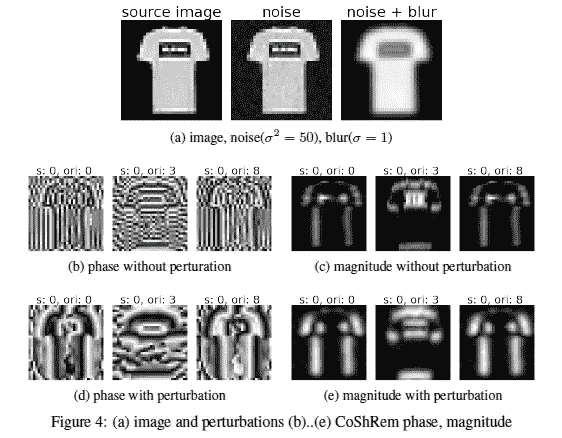 source image noise noise + blur
(a) image, noise(σ² = 50), blur(σ = 1)
s: 0, ori: 0 s: 0, ori: 3 s: 0, ori: 8 s: 0, ori: 0 s: 0, ori: 3 s: 0, ori: 8
(b) phase without perturation (c) magnitude without perturbation
s: 0, ori: 0 s: 0, ori: 3 s: 0, ori: 8 s: 0, ori: 0 s: 0, ori: 3 s: 0, ori: 8
(d) phase with perturbation (e) magnitude with perturbation
Figure 4: (a) image and perturbations (b)..(e) CoShRem phase, magnitude